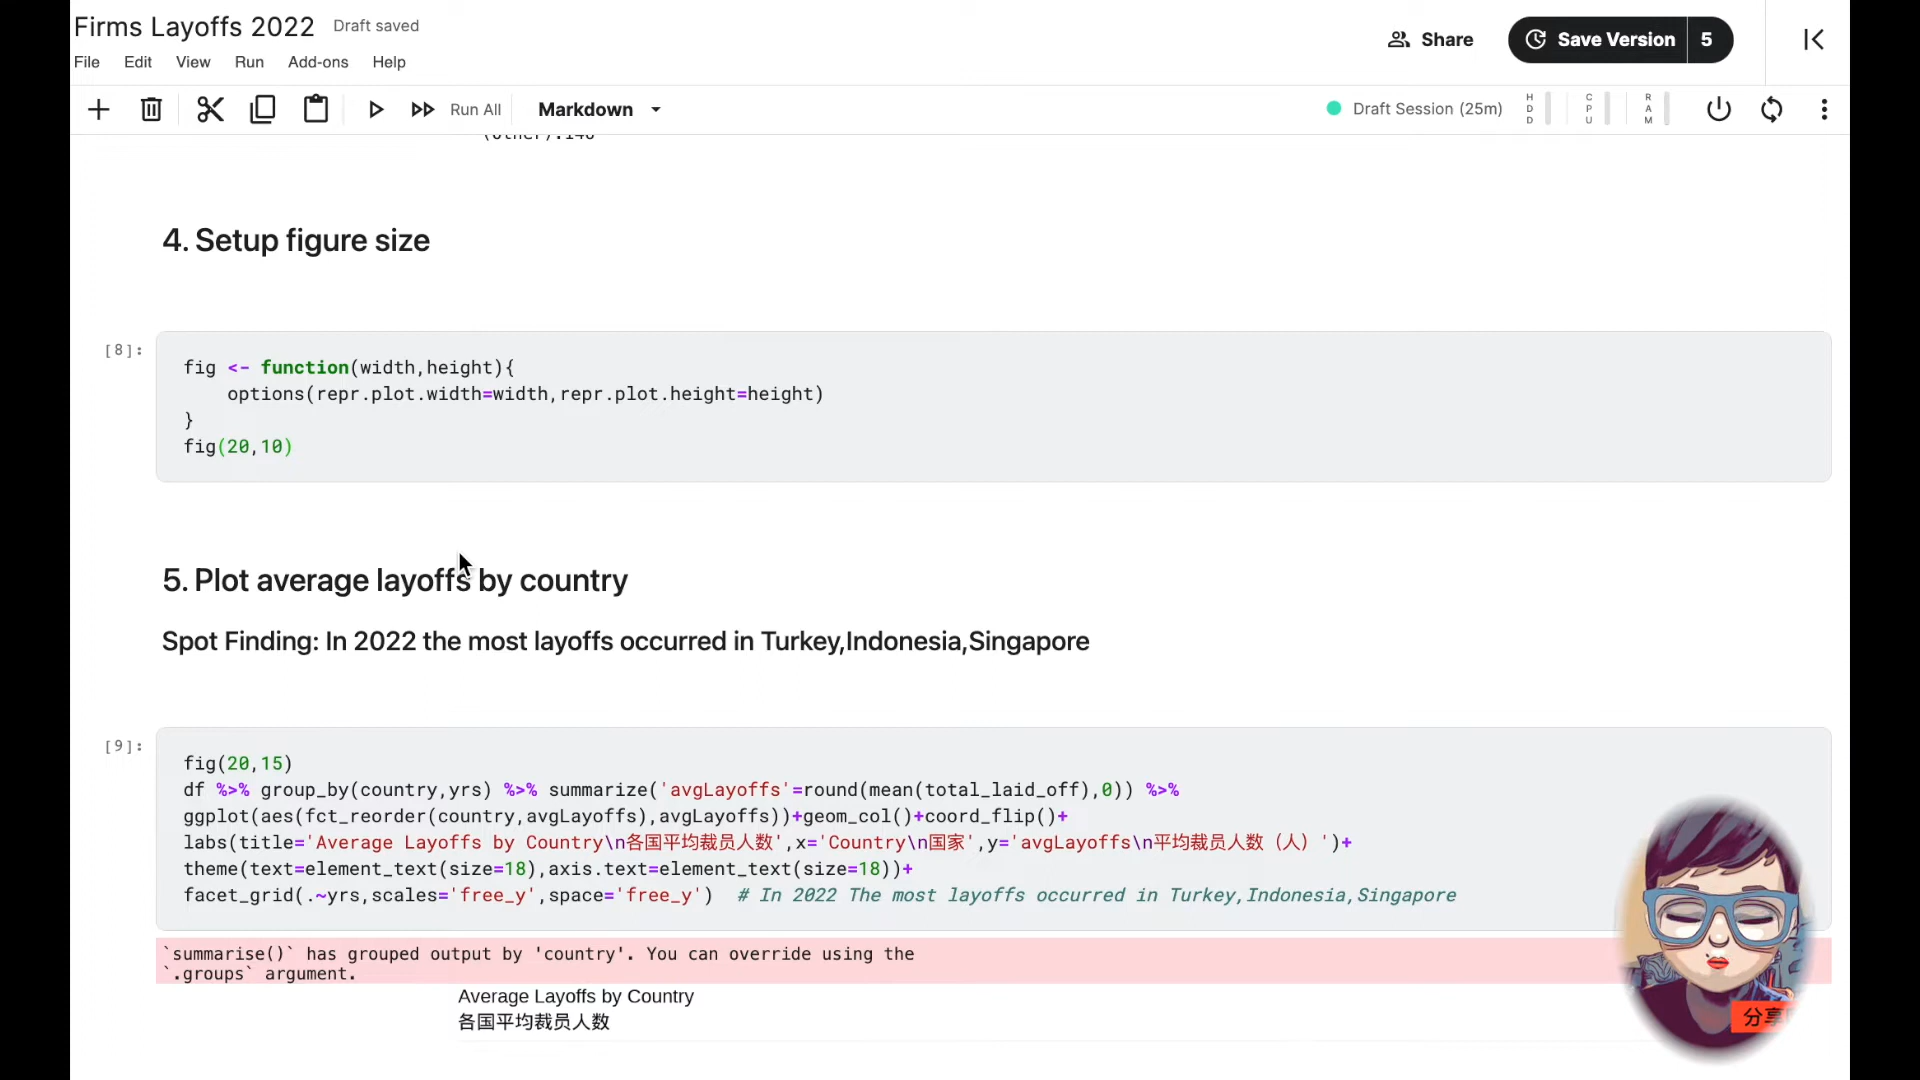 Firms Layoffs 2022 Draft saved
Share
Save Version 5
File Edit View Run Add-ons Help
Run All Markdown
Draft Session (25m) HDD CPU RAM
(Other):140
4. Setup figure size
[8]:
fig <- function(width,height){
    options(repr.plot.width=width,repr.plot.height=height)
}
fig(20,10)
5. Plot average layoffs by country
Spot Finding: In 2022 the most layoffs occurred in Turkey,Indonesia,Singapore
[9]:
fig(20,15)
df %>% group_by(country,yrs) %>% summarize('avgLayoffs'=round(mean(total_laid_off),0)) %>%
ggplot(aes(fct_reorder(country,avgLayoffs),avgLayoffs))+geom_col()+coord_flip()+
labs(title='Average Layoffs by Country\n各国平均裁员人数',x='Country\n国家',y='avgLayoffs\n平均裁员人数（人）')+
theme(text=element_text(size=18),axis.text=element_text(size=18))+
facet_grid(.~yrs,scales='free_y',space='free_y')  # In 2022 The most layoffs occurred in Turkey,Indonesia,Singapore
`summarise()` has grouped output by 'country'. You can override using the
`.groups` argument.
Average Layoffs by Country
各国平均裁员人数
分享